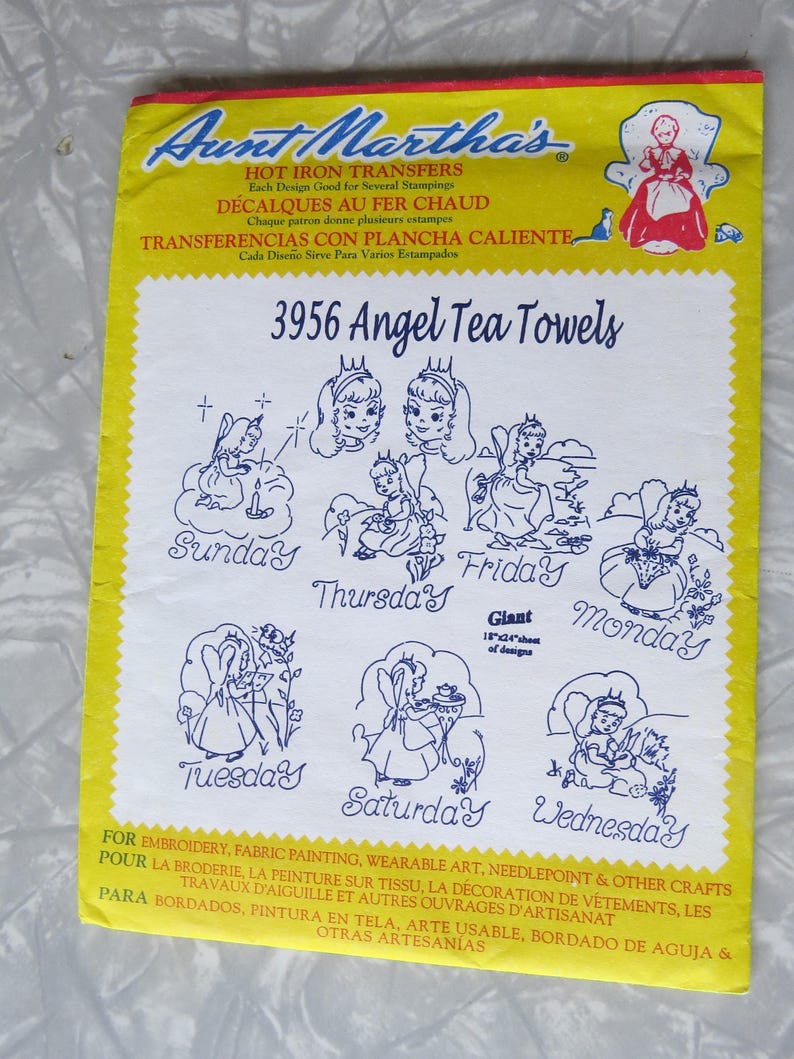 Aunt Martha's®
HOT IRON TRANSFERS
Each Design Good for Several Stampings
DÉCALQUES AU FER CHAUD
Chaque patron donne plusieurs estampes
TRANSFERENCIAS CON PLANCHA CALIENTE
Cada Diseño Sirve Para Varios Estampados
3956 Angel Tea Towels
Sunday
Thursday
Friday
Monday
Giant
18"x24" sheet
of designs
Tuesday
Saturday
Wednesday
FOR EMBROIDERY, FABRIC PAINTING, WEARABLE ART, NEEDLEPOINT & OTHER CRAFTS
POUR LA BRODERIE, LA PEINTURE SUR TISSU, LA DÉCORATION DE VÉTEMENTS, LES
TRAVAUX D'AIGUILLE ET AUTRES OUVRAGES D'ARTISANAT
PARA BORDADOS, PINTURA EN TELA, ARTE USABLE, BORDADO DE AGUJA &
OTRAS ARTESANÍAS